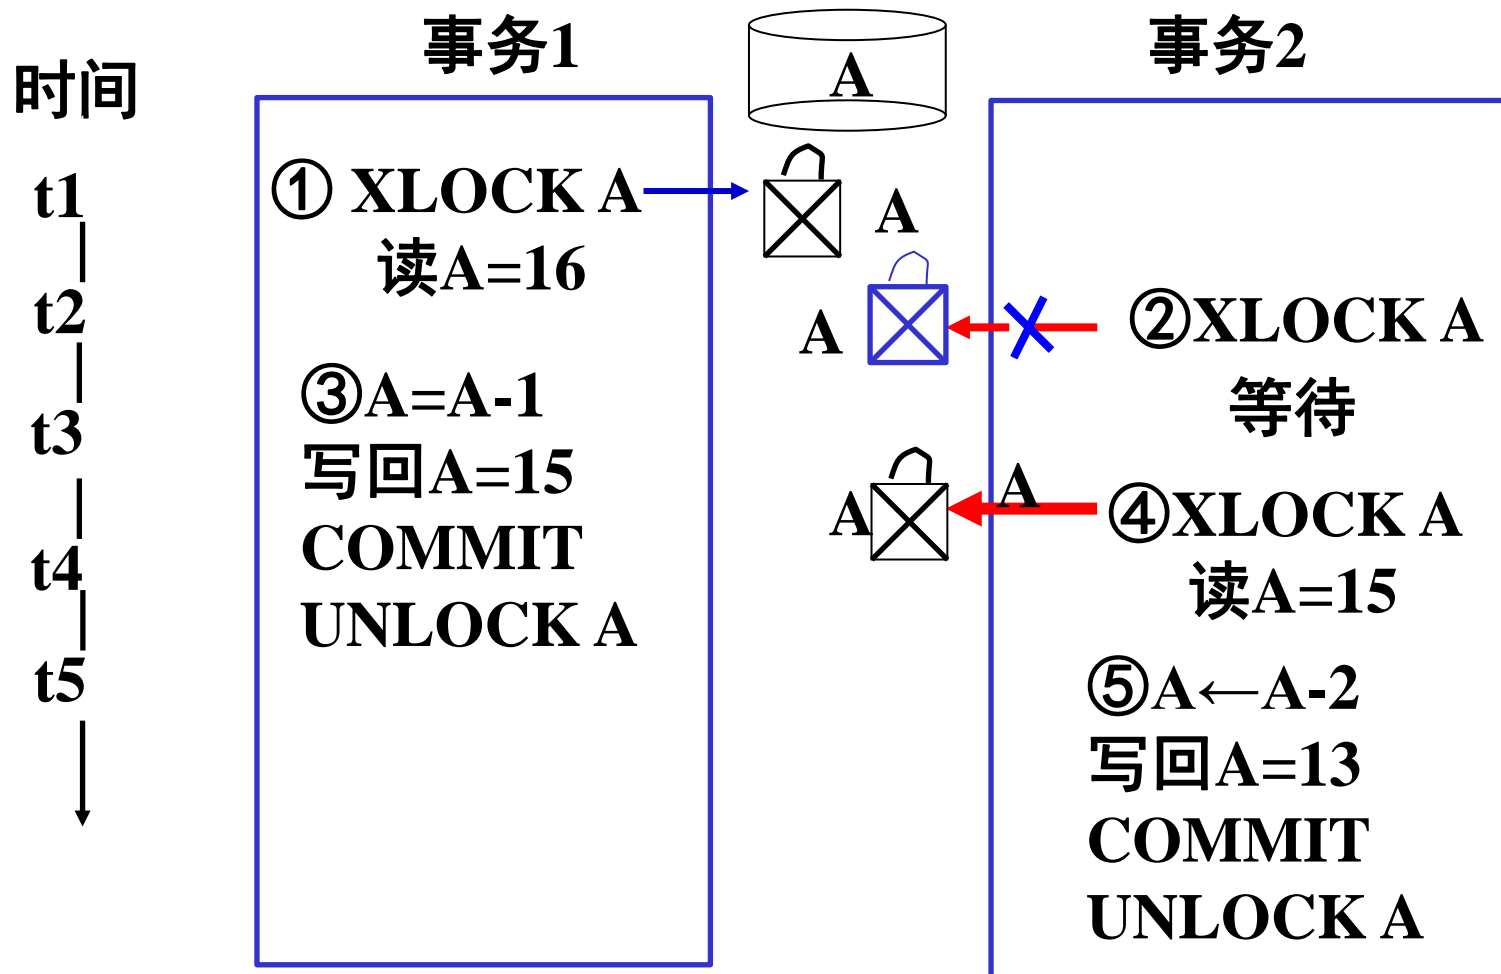 事务1
A
事务2
时间
t1
t2
t3
t4
t5
① XLOCK A
读A=16
③A=A-1
写回A=15
COMMIT
UNLOCK A
A
A
A
A
②XLOCK A
等待
④XLOCK A
读A=15
⑤A←A-2
写回A=13
COMMIT
UNLOCK A